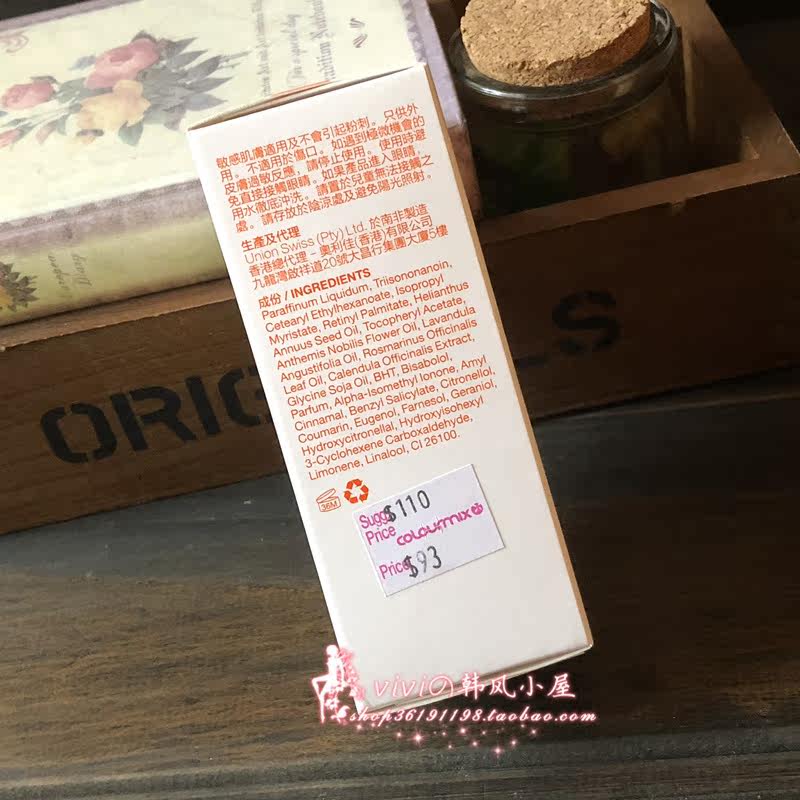 敏感肌膚適用及不會引起粉刺。只供外
用。不適用於傷口。如遇到極微機會的
皮膚過敏反應，請停止使用。使用時避
免直接接觸眼睛，如果產品進入眼睛，
用水徹底沖洗。請置於兒童無法接觸之
處。請存放於陰涼處及避免陽光照射。
生產及代理
Union Swiss (Pty) Ltd. 於南非製造
香港總代理 – 奧利佳(香港)有限公司
九龍灣啟祥道20號大昌行集團大廈5樓
成份 / INGREDIENTS
Paraffinum Liquidum, Triisononanoin,
Cetearyl Ethylhexanoate, Isopropyl
Myristate, Retinyl Palmitate, Helianthus
Annuus Seed Oil, Tocopheryl Acetate,
Anthemis Nobilis Flower Oil, Lavandula
Angustifolia Oil, Rosmarinus Officinalis
Leaf Oil, Calendula Officinalis Extract,
Glycine Soja Oil, BHT, Bisabolol,
Parfum, Alpha-Isomethyl Ionone, Amyl
Cinnamal, Benzyl Salicylate, Citronellol,
Coumarin, Eugenol, Farnesol, Geraniol,
Hydroxycitronellal, Hydroxyisohexyl
3-Cyclohexene Carboxaldehyde,
Limonene, Linalool, CI 26100.
36M
Sugg $110
Price colourmix
Price $93
ORIG LS
viviの韩风小屋
shop36191198.taobao.com